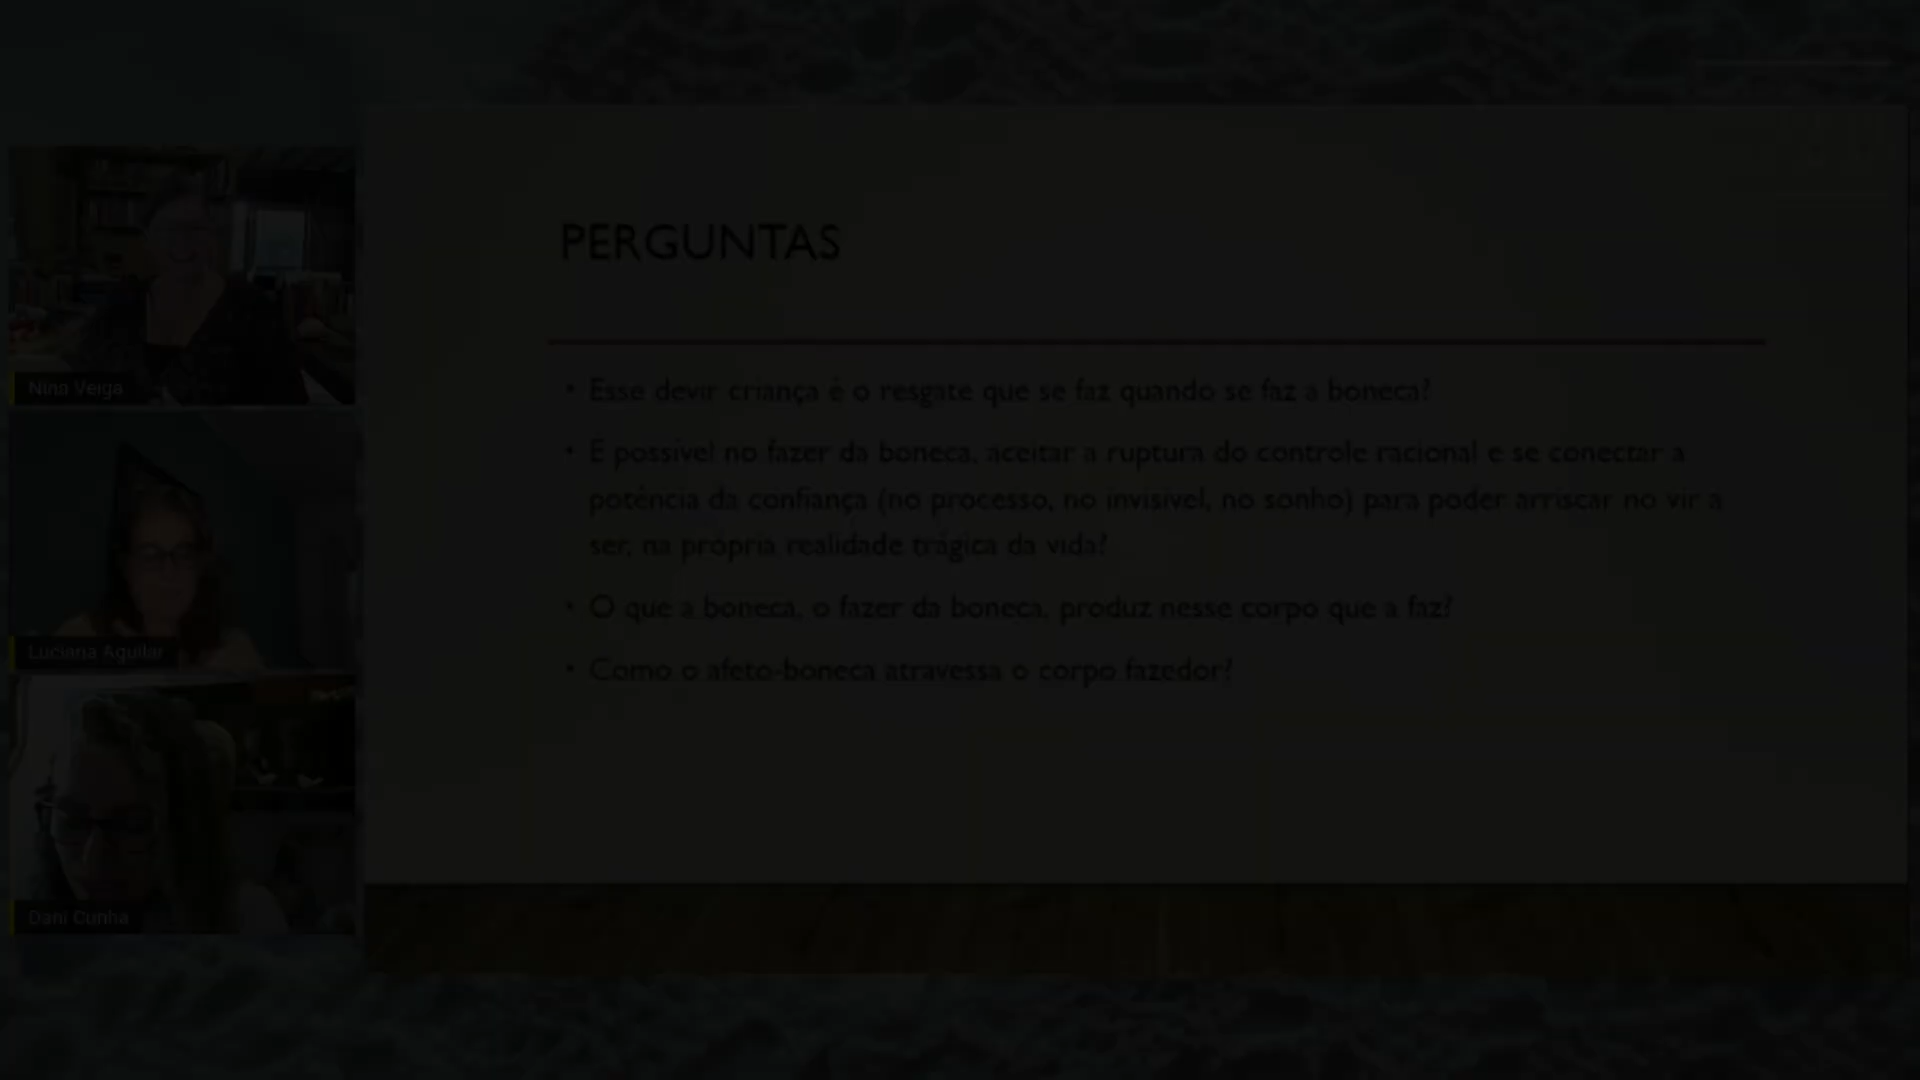 PERGUNTAS
Nina Veiga
• Esse devir criança é o resgate que se faz quando se faz a boneca?
• É possível no fazer da boneca, aceitar a ruptura do controle racional e se conectar a
potência da confiança (no processo, no invisível, no sonho) para poder arriscar no vir a
ser, na própria realidade trágica da vida?
• O que a boneca, o fazer da boneca, produz nesse corpo que a faz?
Luciana Aguilar
• Como o afeto-boneca atravessa o corpo fazedor?
Dani Cunha